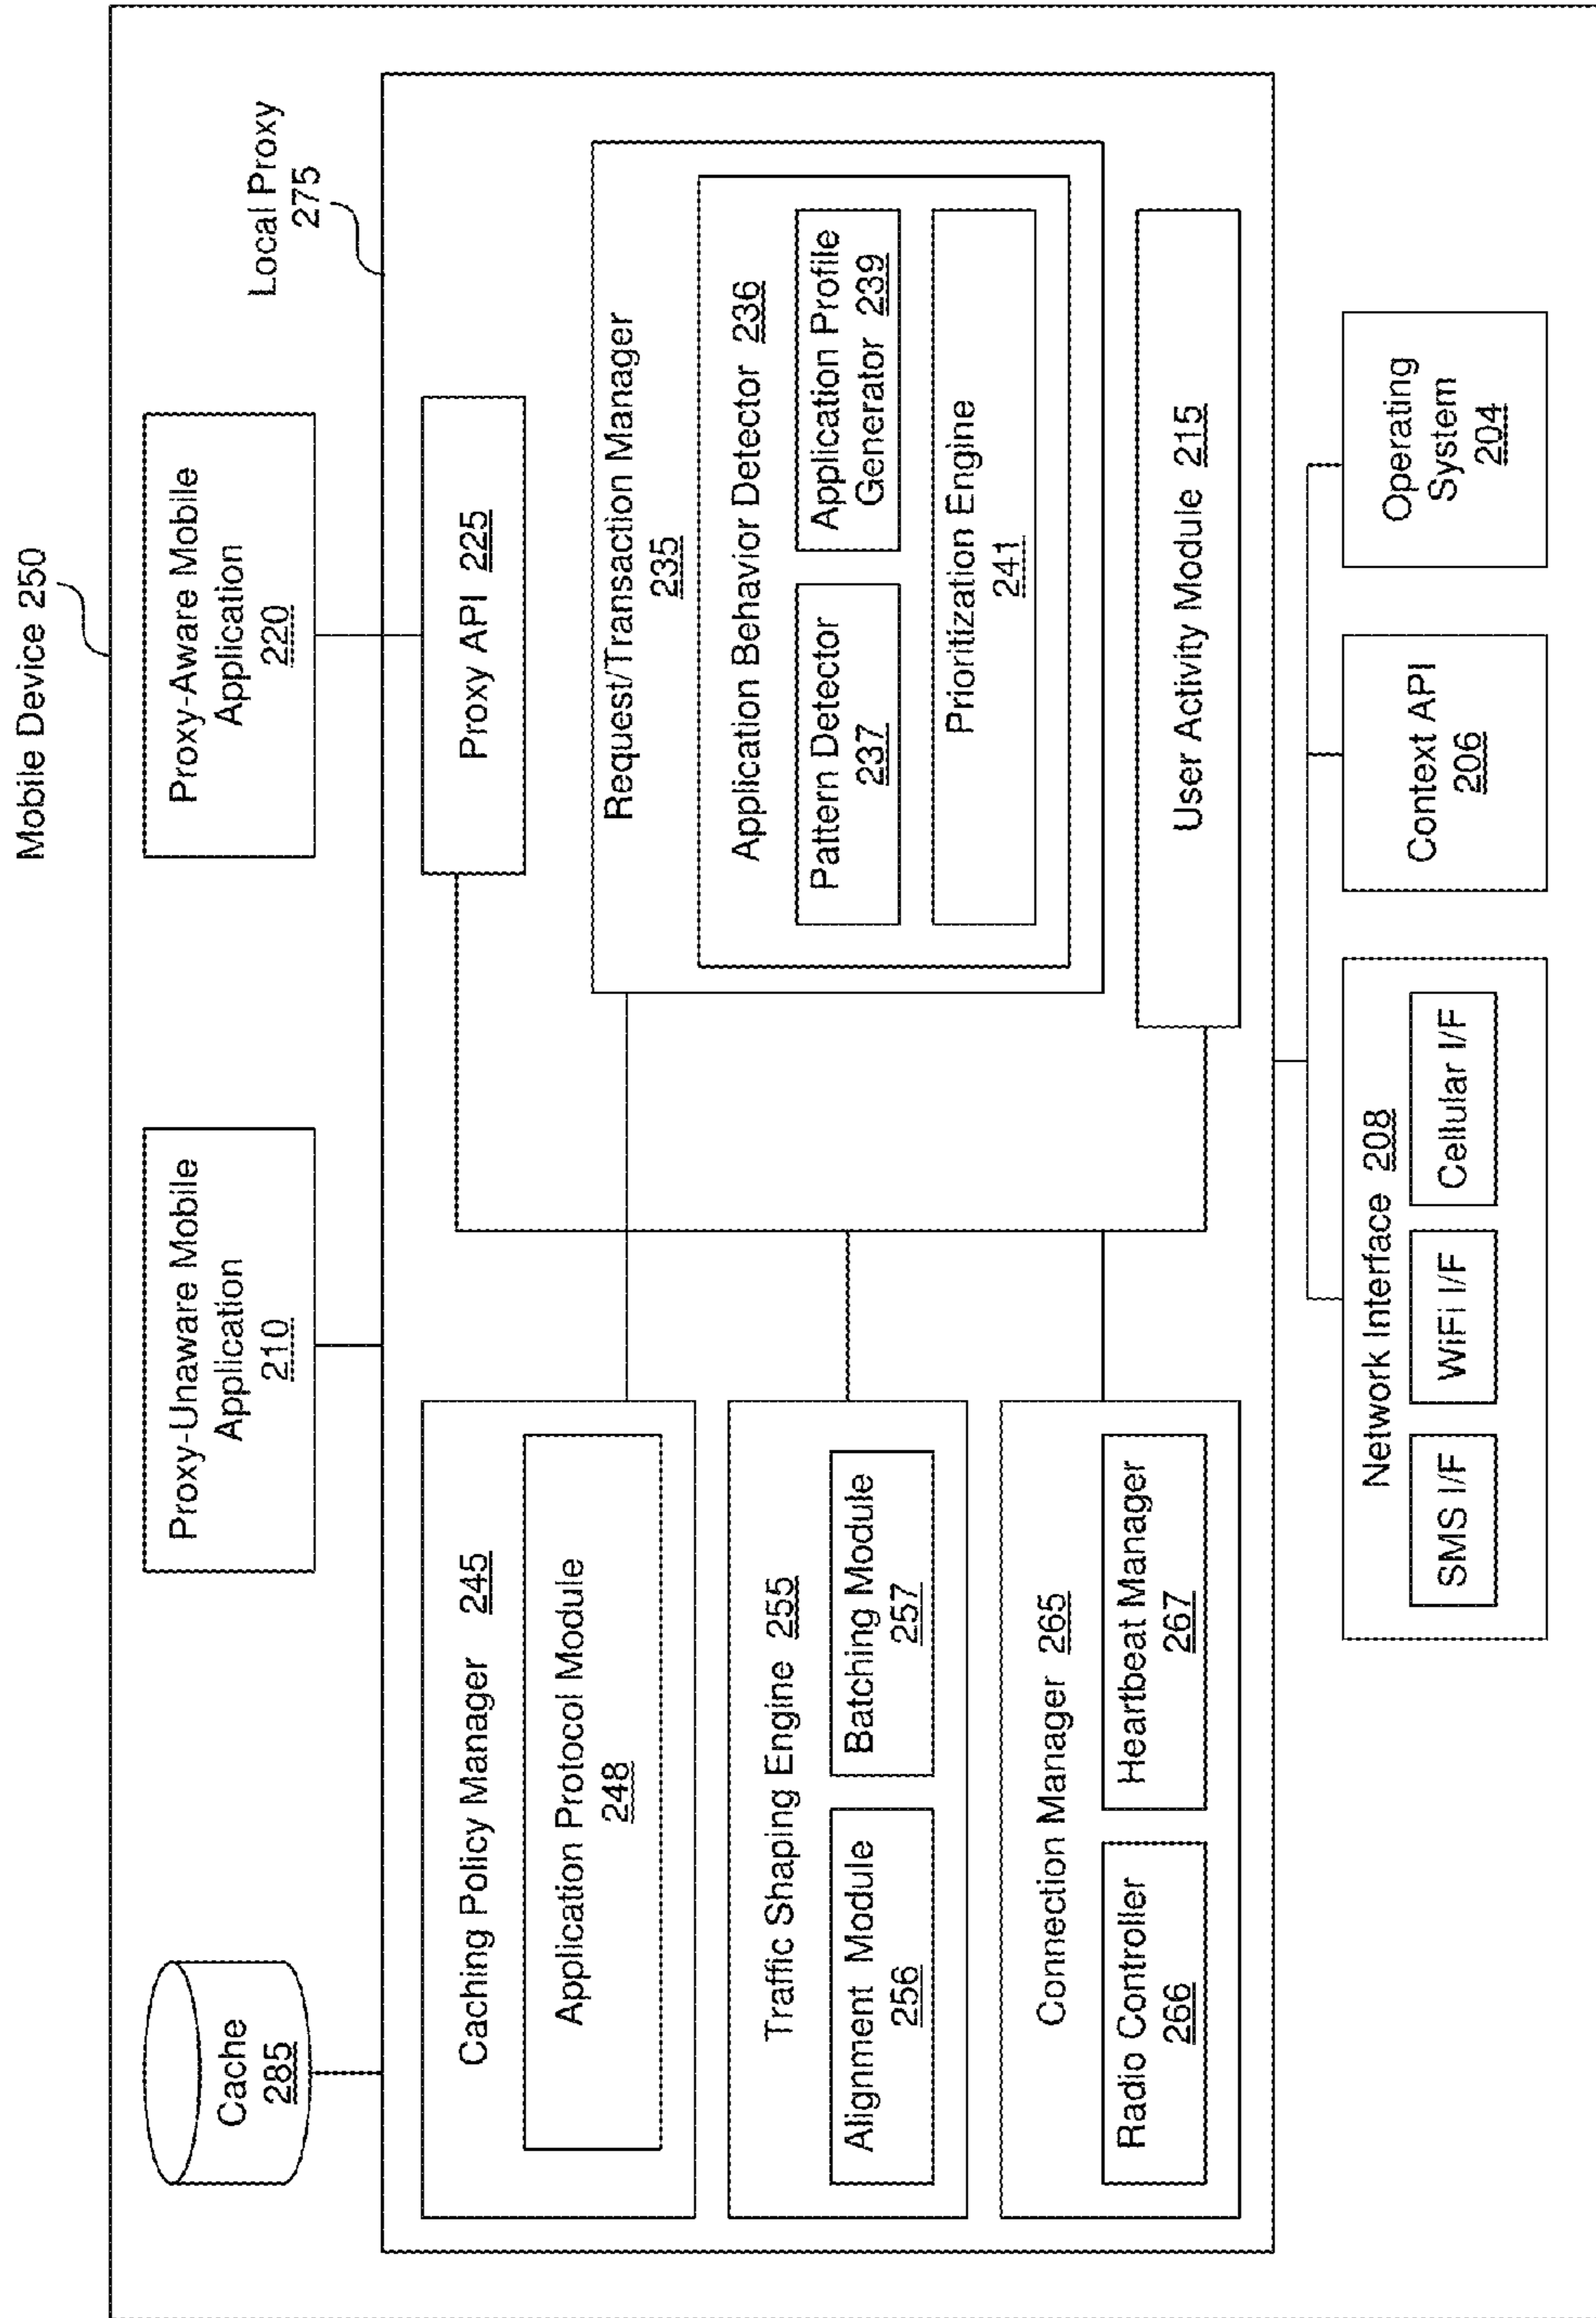 Mobile Device 250
Cache
285
Proxy-Unaware Mobile
Application
210
Proxy-Aware Mobile
Application
220
Local Proxy
275
Caching Policy Manager 245
Application Protocol Module
248
Traffic Shaping Engine 255
Alignment Module
256
Batching Module
257
Connection Manager 265
Radio Controller
266
Heartbeat Manager
267
Proxy API 225
Request/Transaction Manager
235
Application Behavior Detector 236
Pattern Detector
237
Application Profile
Generator 239
Prioritization Engine
241
User Activity Module 215
Network Interface 208
SMS I/F
WiFi I/F
Cellular I/F
Context API
206
Operating
System
204